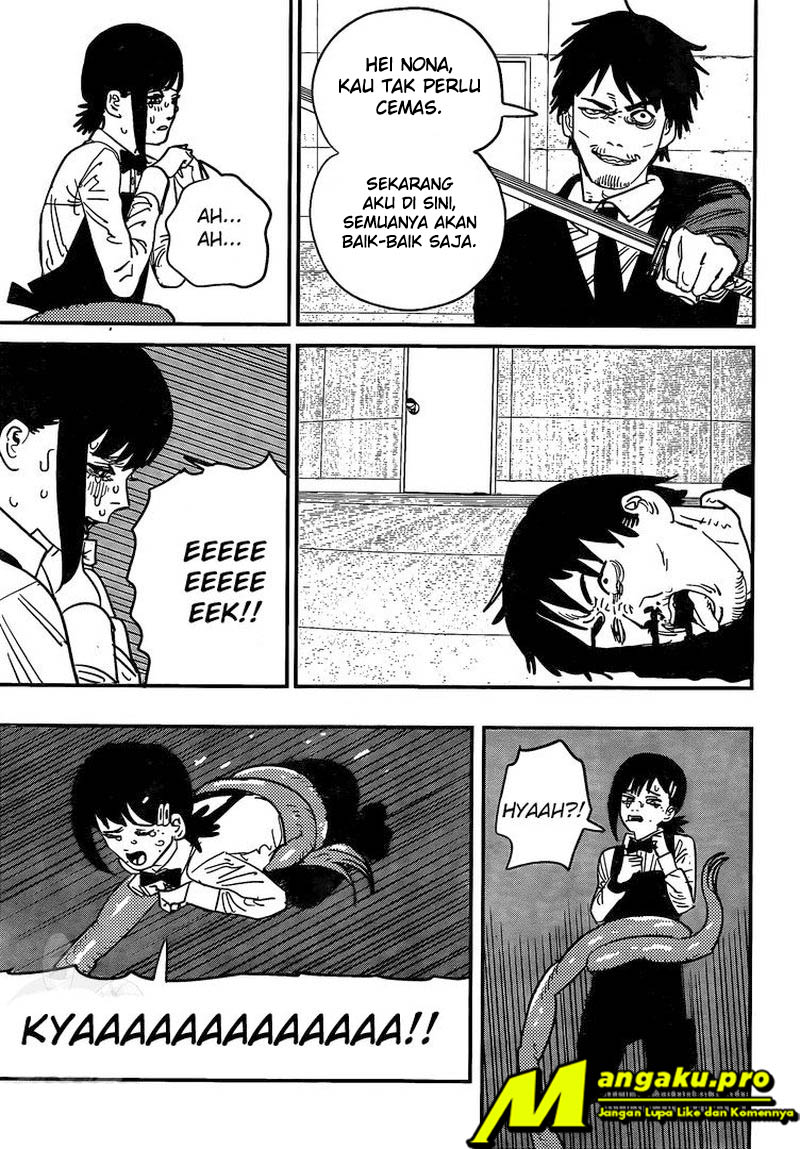 HEI NONA,
KAU TAK PERLU
CEMAS.
SEKARANG
AKU DI SINI,
SEMUANYA AKAN
BAIK-BAIK SAJA.
AH...
AH...
EEEEE
EEEEE
EEK!!
HYAAH?!
KYAAAAAAAAAAAAA!!
Mangaku.pro
Jangan Lupa Like dan Komennya